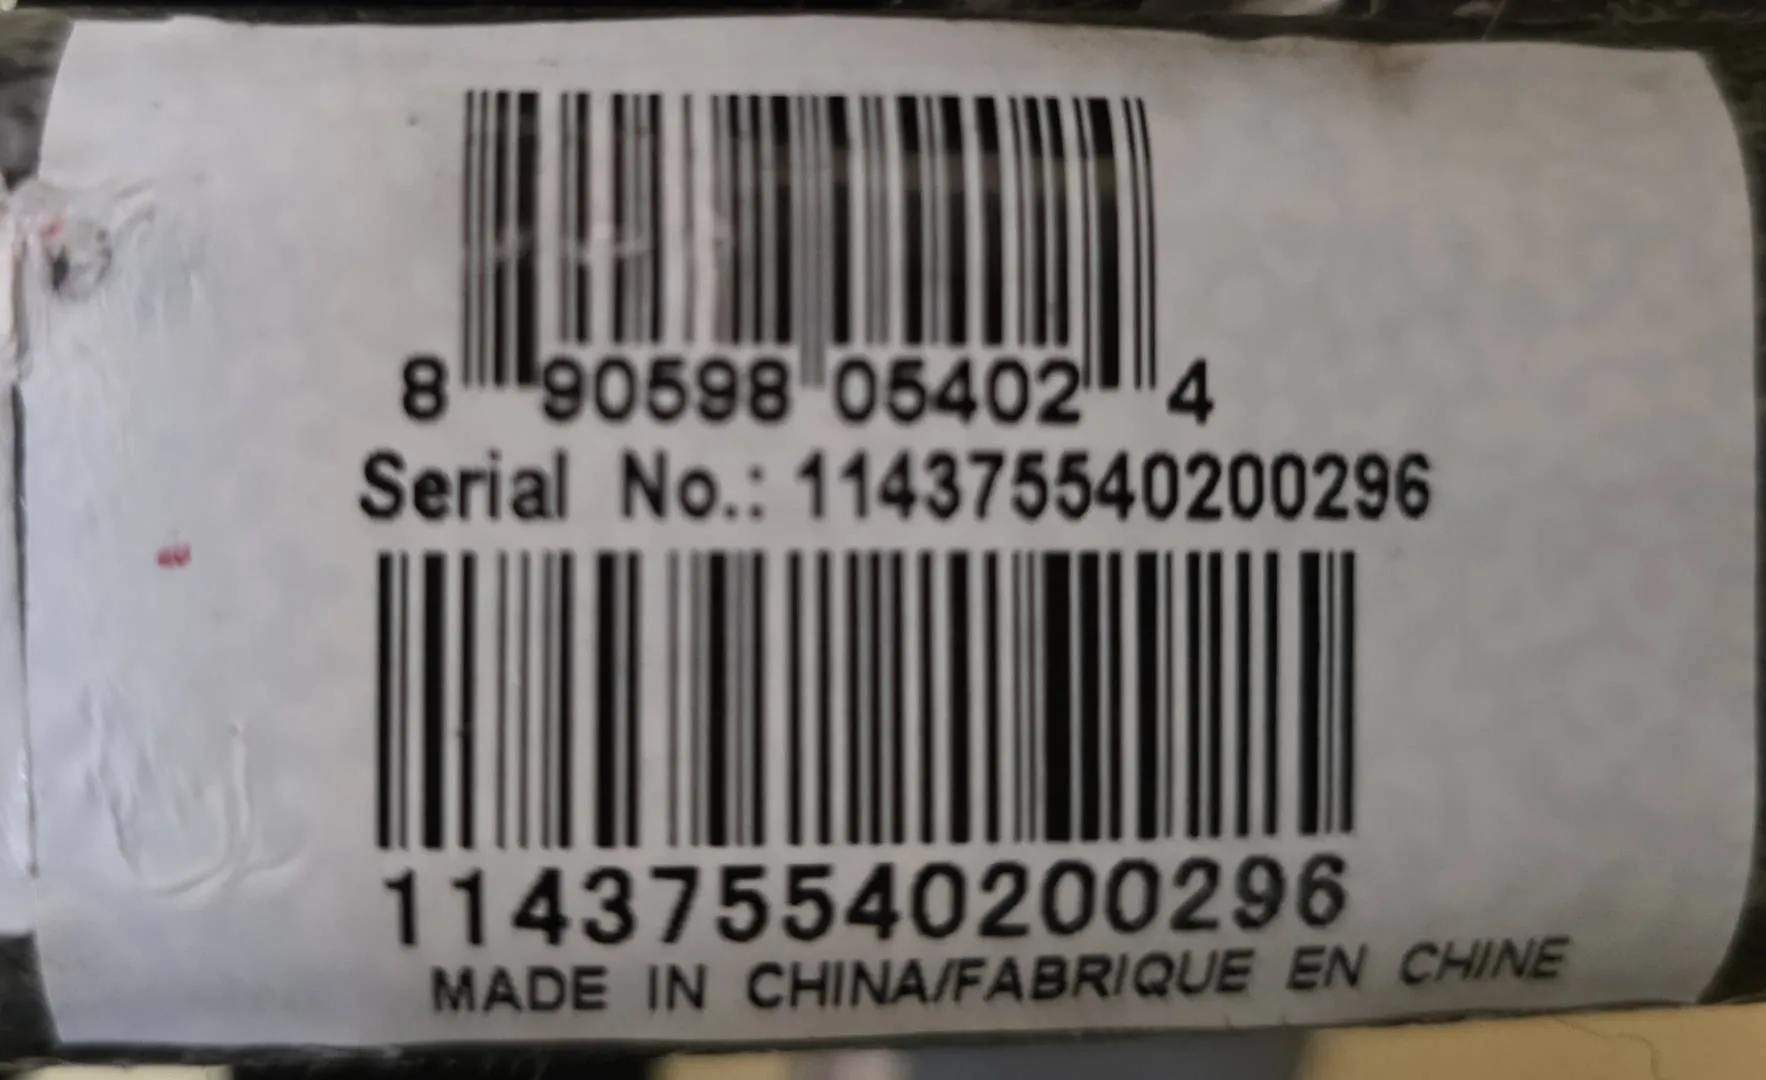 8 90598 05402 4
Serial No.: 114375540200296
114375540200296
MADE IN CHINA/FABRIQUE EN CHINE